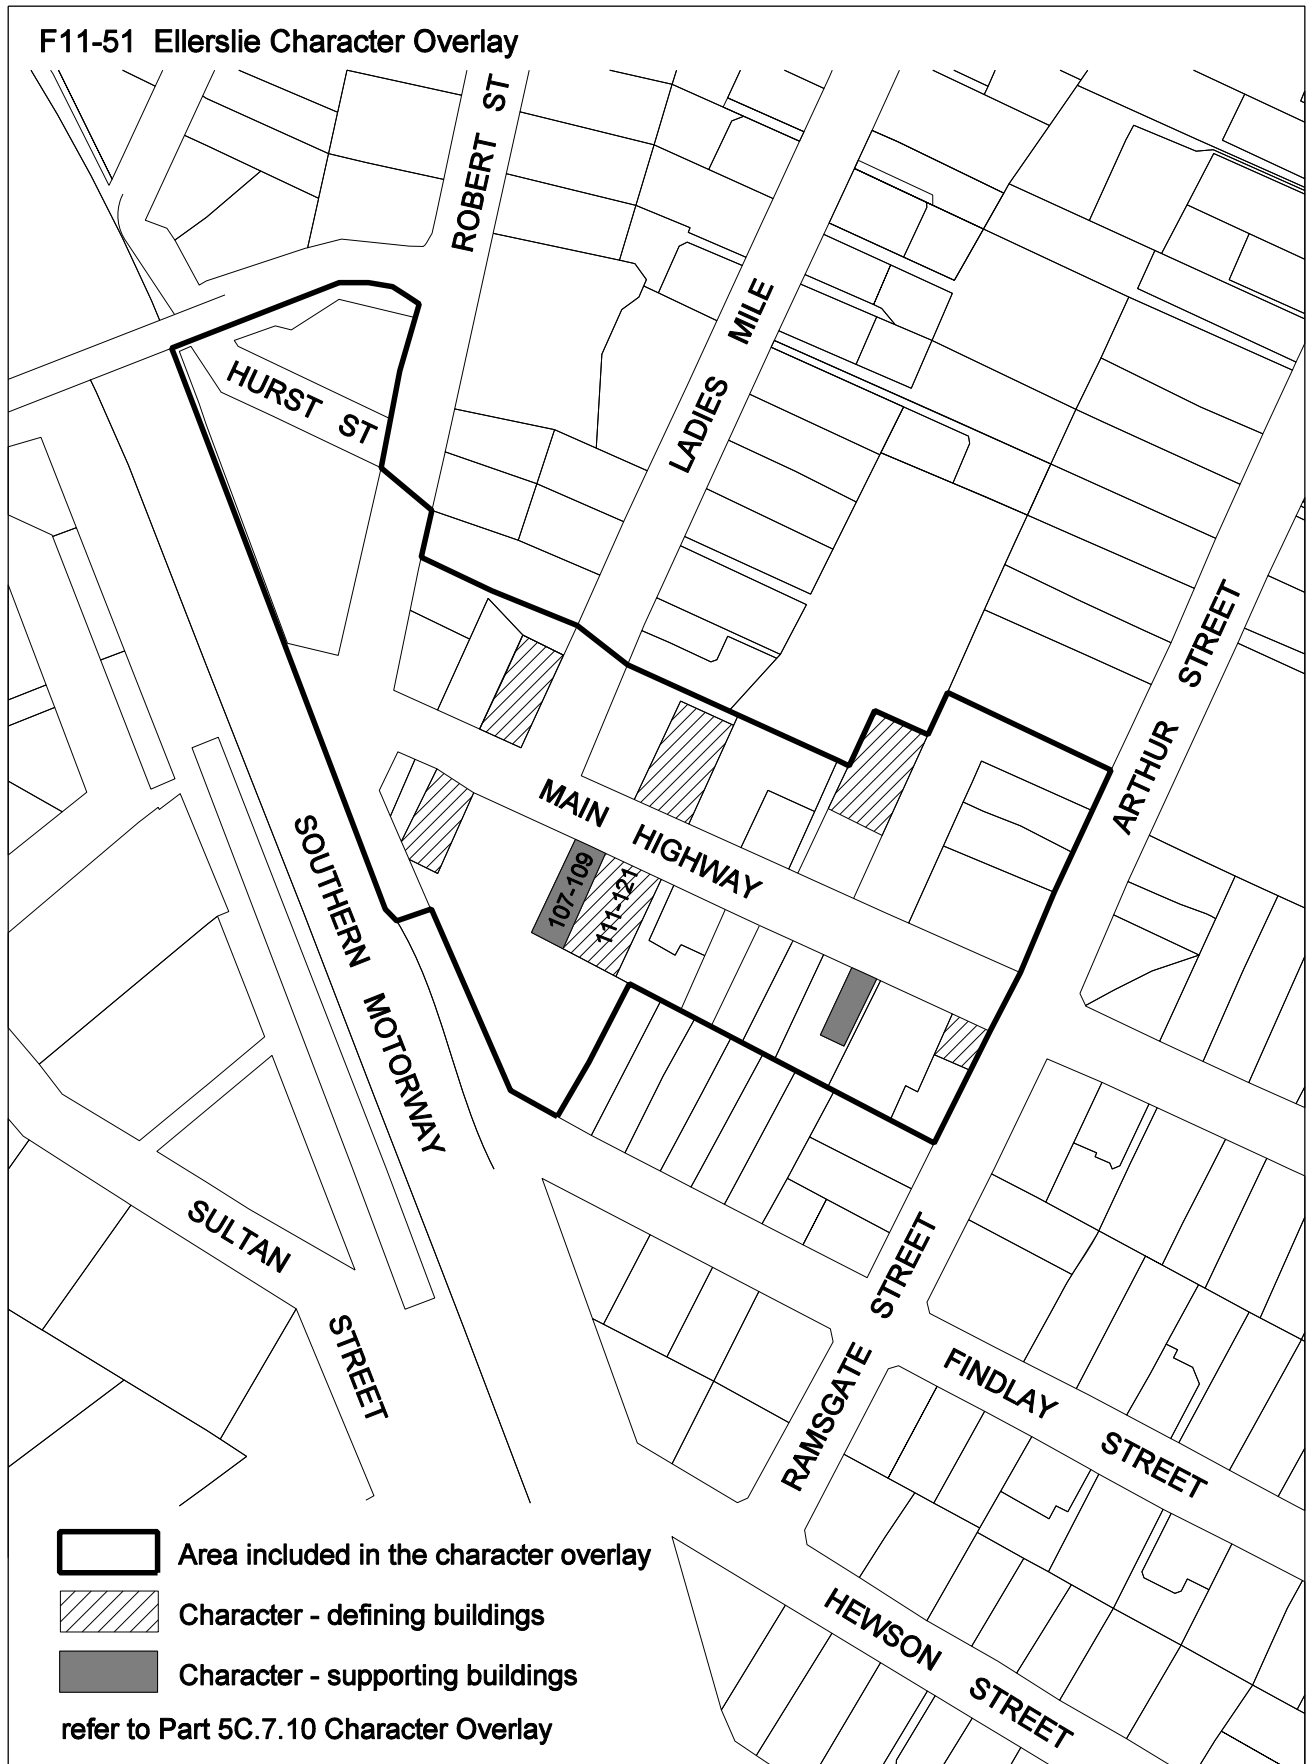 F11-51 Ellerslie Character Overlay
ROBERT ST
LADIES MILE
HURST ST
ARTHUR STREET
MAIN HIGHWAY
107-109
111-121
SOUTHERN MOTORWAY
SULTAN STREET
RAMSGATE STREET
FINDLAY STREET
HEWSON STREET
Area included in the character overlay
Character - defining buildings
Character - supporting buildings
refer to Part 5C.7.10 Character Overlay